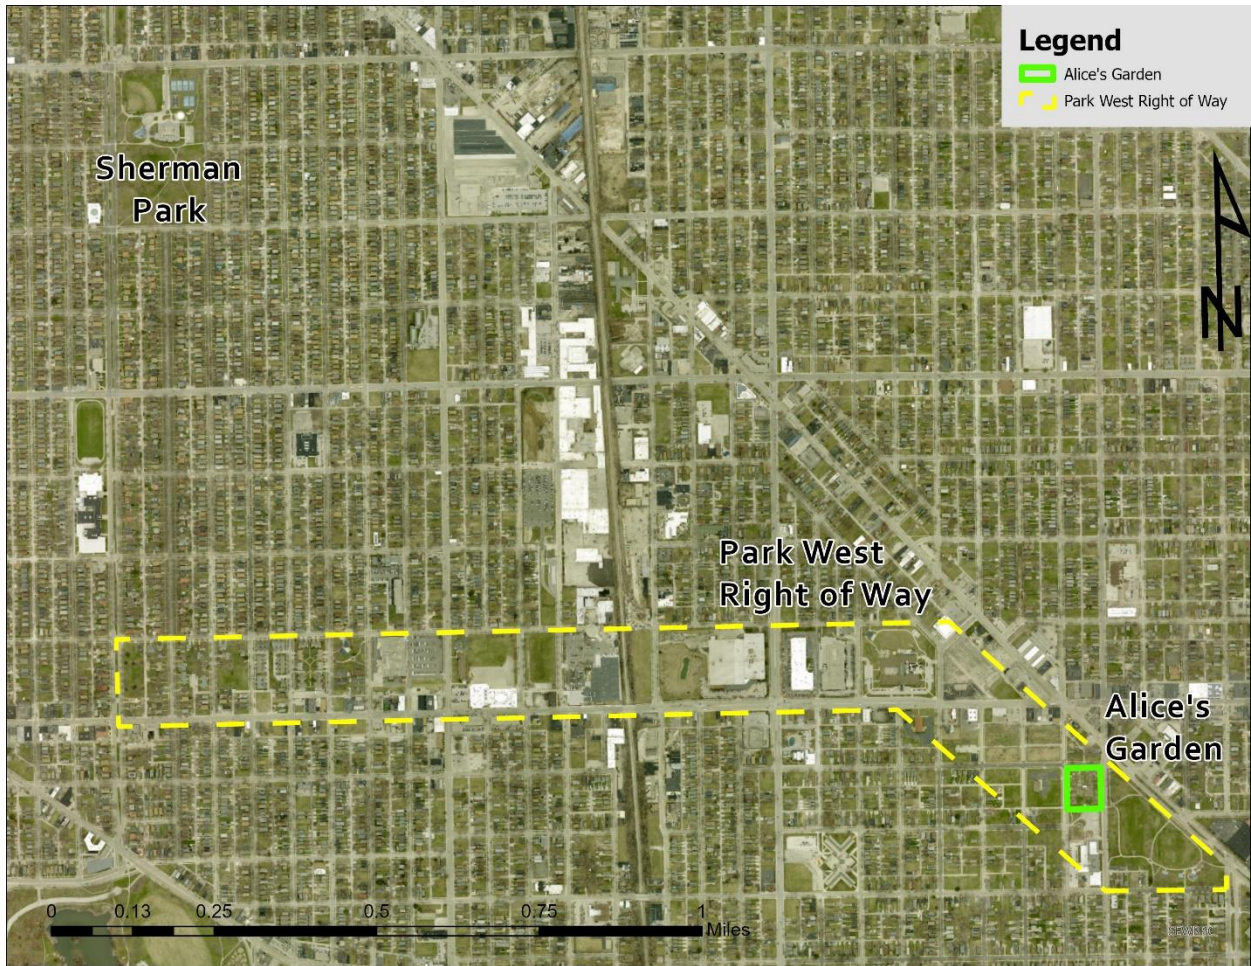 Legend
Alice's Garden
Park West Right of Way
Sherman
Park
N
Park West
Right of Way
Alice's
Garden
0 0.13 0.25 0.5 0.75 1
Miles